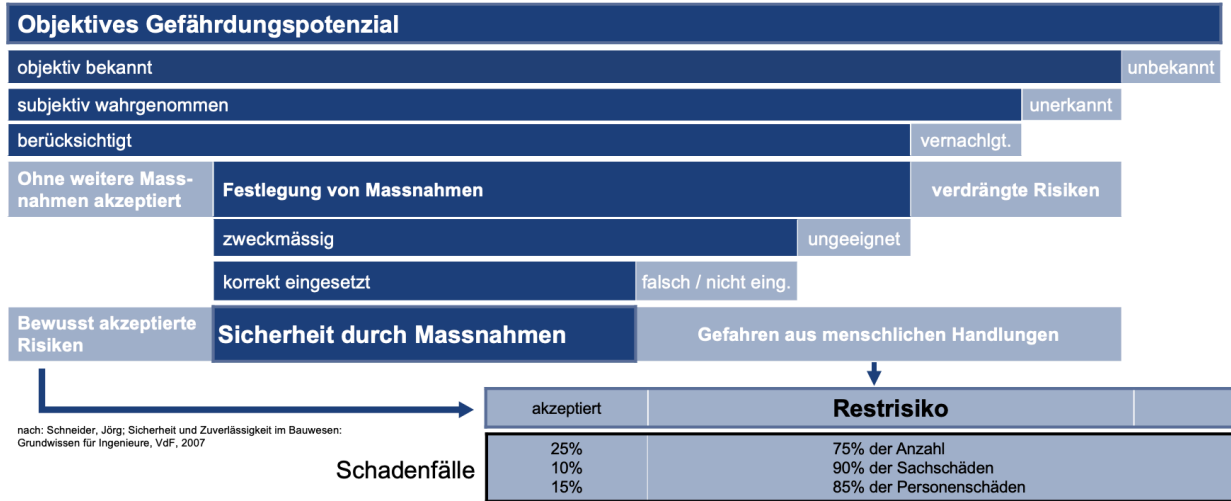 Objektives Gefährdungspotenzial
objektiv bekannt
unbekannt
subjektiv wahrgenommen
unerkannt
berücksichtigt
vernachlgt.
Ohne weitere Mass-
nahmen akzeptiert
Festlegung von Massnahmen
verdrängte Risiken
zweckmässig
ungeeignet
korrekt eingesetzt
falsch / nicht eing.
Bewusst akzeptierte
Risiken
Sicherheit durch Massnahmen
Gefahren aus menschlichen Handlungen
akzeptiert
Restrisiko
nach: Schneider, Jörg; Sicherheit und Zuverlässigkeit im Bauwesen:
Grundwissen für Ingenieure, VdF, 2007
Schadenfälle
25%
75% der Anzahl
10%
90% der Sachschäden
15%
85% der Personenschäden